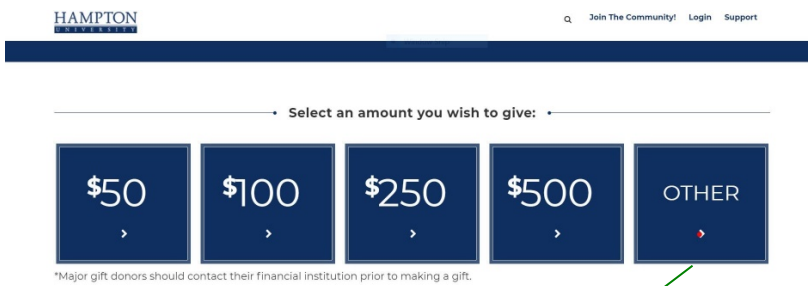 HAMPTON
UNIVERSITY
Join The Community! Login Support
Select an amount you wish to give:
$50 $100 $250 $500 OTHER
*Major gift donors should contact their financial institution prior to making a gift.